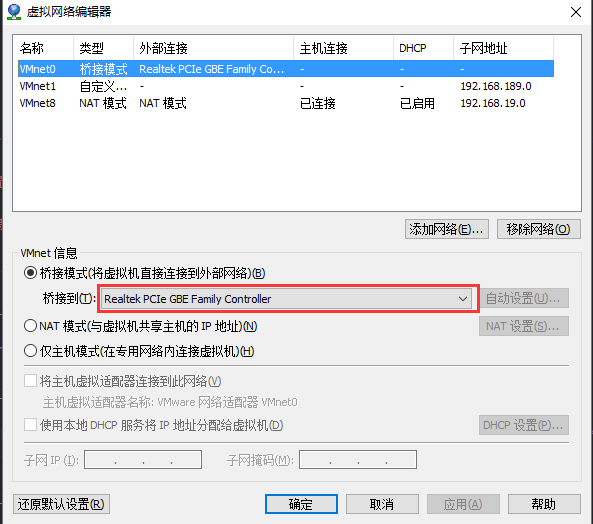 虚拟网络编辑器
名称 类型 外部连接 主机连接 DHCP 子网地址
VMnet0 桥接模式 Realtek PCIe GBE Family Co... - - -
VMnet1 自定义... - - - 192.168.189.0
VMnet8 NAT 模式 NAT 模式 已连接 已启用 192.168.19.0
添加网络(E)... 移除网络(O)
VMnet 信息
桥接模式(将虚拟机直接连接到外部网络)(B)
桥接到(T): Realtek PCIe GBE Family Controller 自动设置(U)...
NAT 模式(与虚拟机共享主机的 IP 地址)(N) NAT 设置(S)...
仅主机模式(在专用网络内连接虚拟机)(H)
将主机虚拟适配器连接到此网络(V)
主机虚拟适配器名称: VMware 网络适配器 VMnet0
使用本地 DHCP 服务将 IP 地址分配给虚拟机(D) DHCP 设置(P)...
子网 IP (I): . . . 子网掩码(M): . . .
还原默认设置(R) 确定 取消 应用(A) 帮助